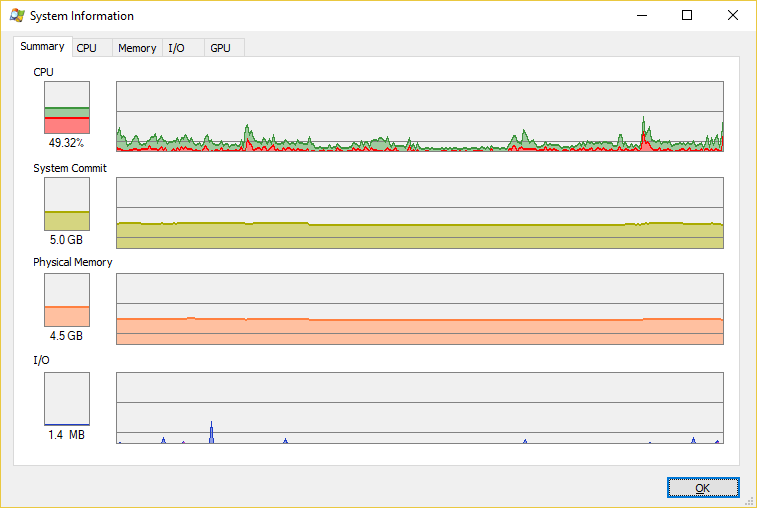 System Information
Summary CPU Memory I/O GPU
CPU
49.32%
System Commit
5.0 GB
Physical Memory
4.5 GB
I/O
1.4 MB
OK